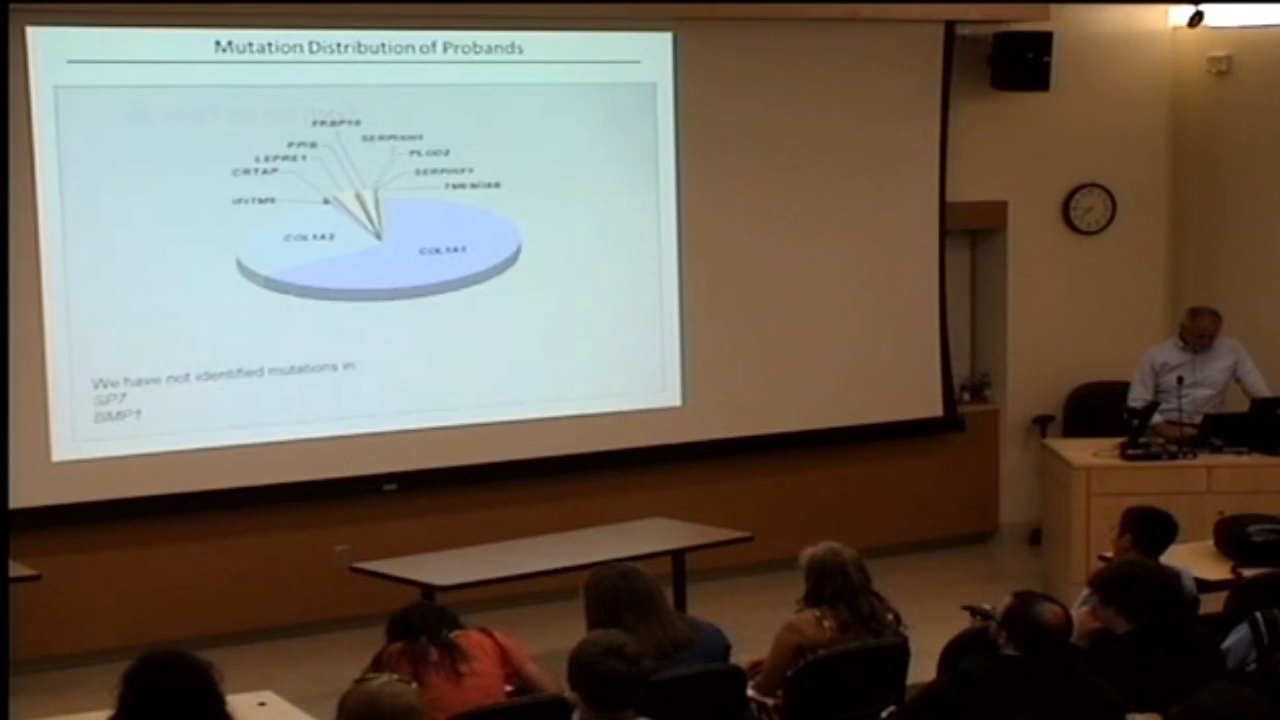 Mutation Distribution of Probands
FKBP10
SERPINH1
PPIB
PLOD2
LEPRE1
CRTAP
SERPINF1
TMEM38B
IFITM5
COL1A2
COL1A1
We have not identified mutations in:
SP7
BMP1